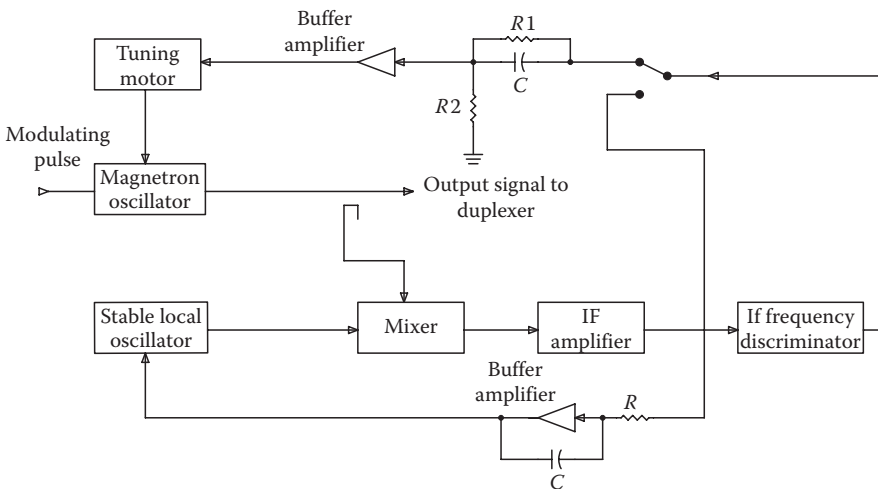 Buffer
amplifier
R1
Tuning
motor
C
R2
Modulating
pulse
Magnetron
oscillator
Output signal to
duplexer
Stable local
oscillator
Mixer
IF
amplifier
If frequency
discriminator
Buffer
amplifier
R
C